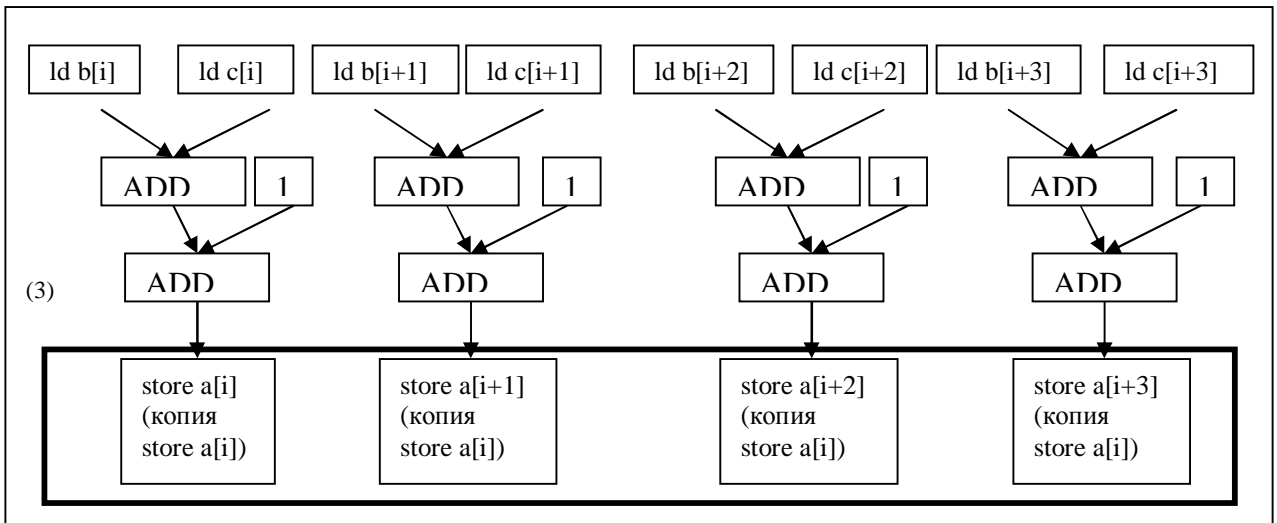 ld b[i] ld c[i] ld b[i+1] ld c[i+1] ld b[i+2] ld c[i+2] ld b[i+3] ld c[i+3]
ADD 1 ADD 1 ADD 1 ADD 1
ADD ADD ADD ADD
(3)
store a[i] store a[i+1] store a[i+2] store a[i+3]
(копия (копия (копия (копия
store a[i]) store a[i]) store a[i]) store a[i])